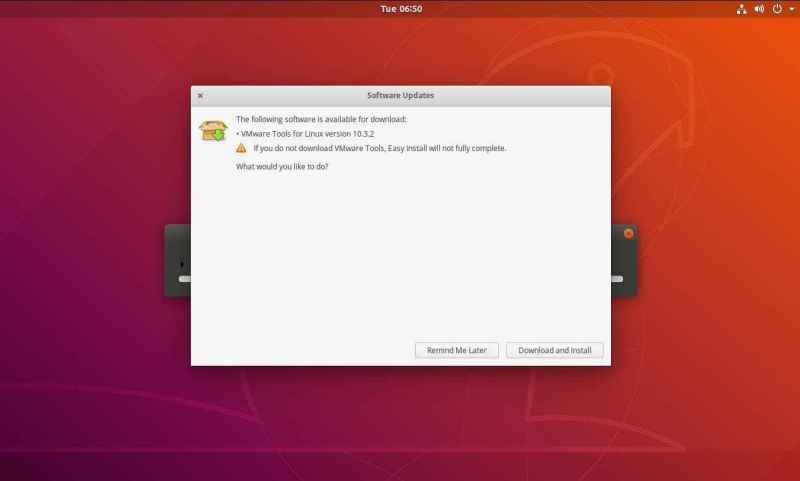 Tue 06:50
Software Updates
The following software is available for download:
• VMware Tools for Linux version 10.3.2
If you do not download VMware Tools, Easy Install will not fully complete.
What would you like to do?
Remind Me Later
Download and Install